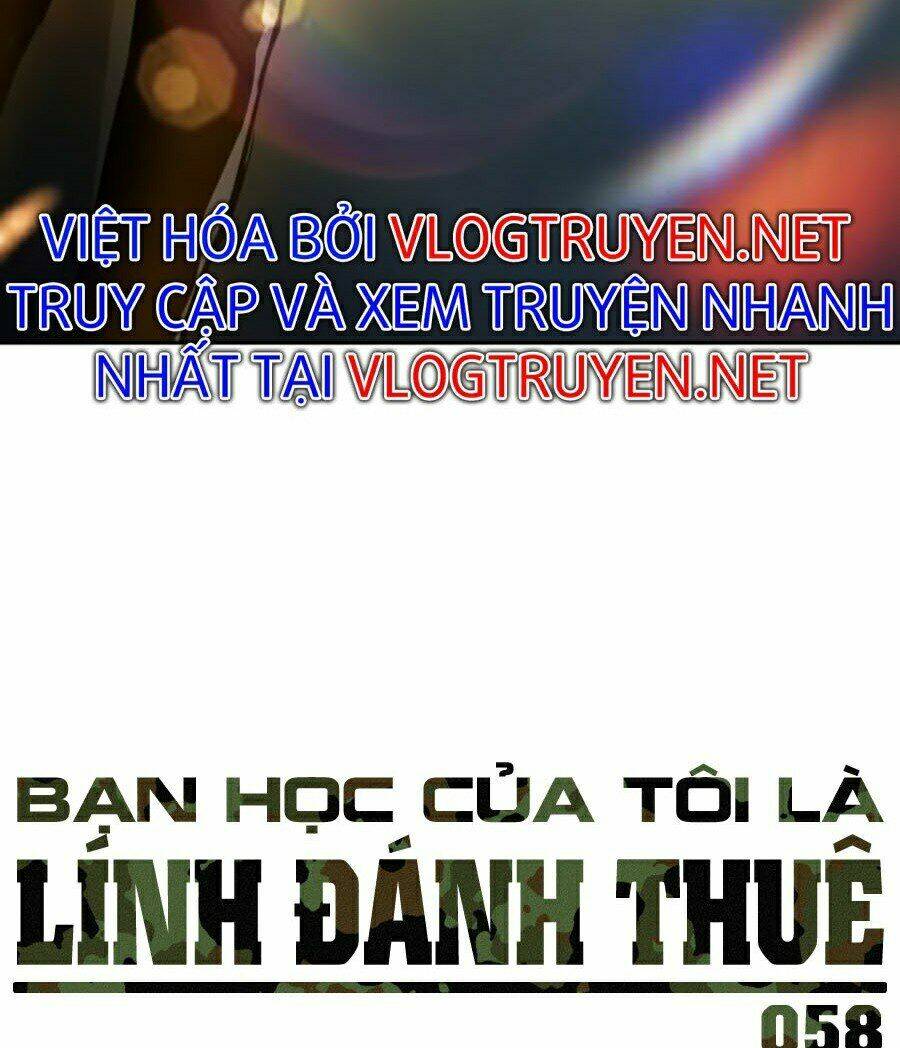 VIỆT HÓA BỞI VLOGTRUYEN.NET
TRUY CẬP VÀ XEM TRUYỆN NHANH
NHẤT TẠI VLOGTRUYEN.NET
BẠN HỌC CỦA TÔI LÀ
LÍNH ĐÁNH THUÊ
058